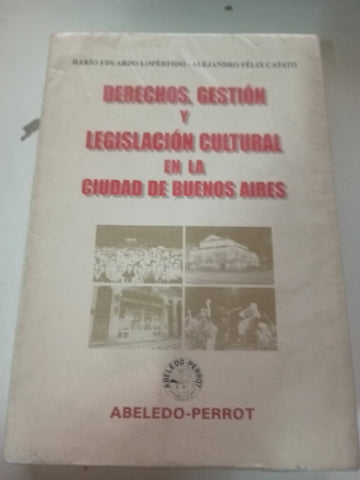 DARÍO EDUARDO LOPÉRFIDO - ALEJANDRO FÉLIX CAPATO
DERECHOS, GESTIÓN
Y
LEGISLACIÓN CULTURAL
EN LA
CIUDAD DE BUENOS AIRES
ABELEDO-PERROT
ABELEDO-PERROT